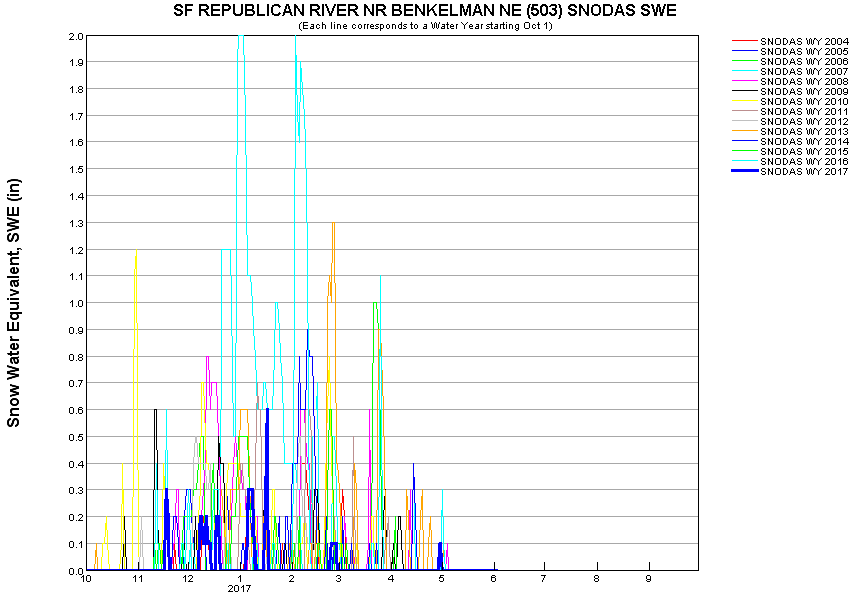 SF REPUBLICAN RIVER NR BENKELMAN NE (503) SNODAS SWE
(Each line corresponds to a Water Year starting Oct 1)
Snow Water Equivalent, SWE (in)
2.0
1.9
1.8
1.7
1.6
1.5
1.4
1.3
1.2
1.1
1.0
0.9
0.8
0.7
0.6
0.5
0.4
0.3
0.2
0.1
0.0
10 11 12 1 2 3 4 5 6 7 8 9
2017
SNODAS WY 2004
SNODAS WY 2005
SNODAS WY 2006
SNODAS WY 2007
SNODAS WY 2008
SNODAS WY 2009
SNODAS WY 2010
SNODAS WY 2011
SNODAS WY 2012
SNODAS WY 2013
SNODAS WY 2014
SNODAS WY 2015
SNODAS WY 2016
SNODAS WY 2017